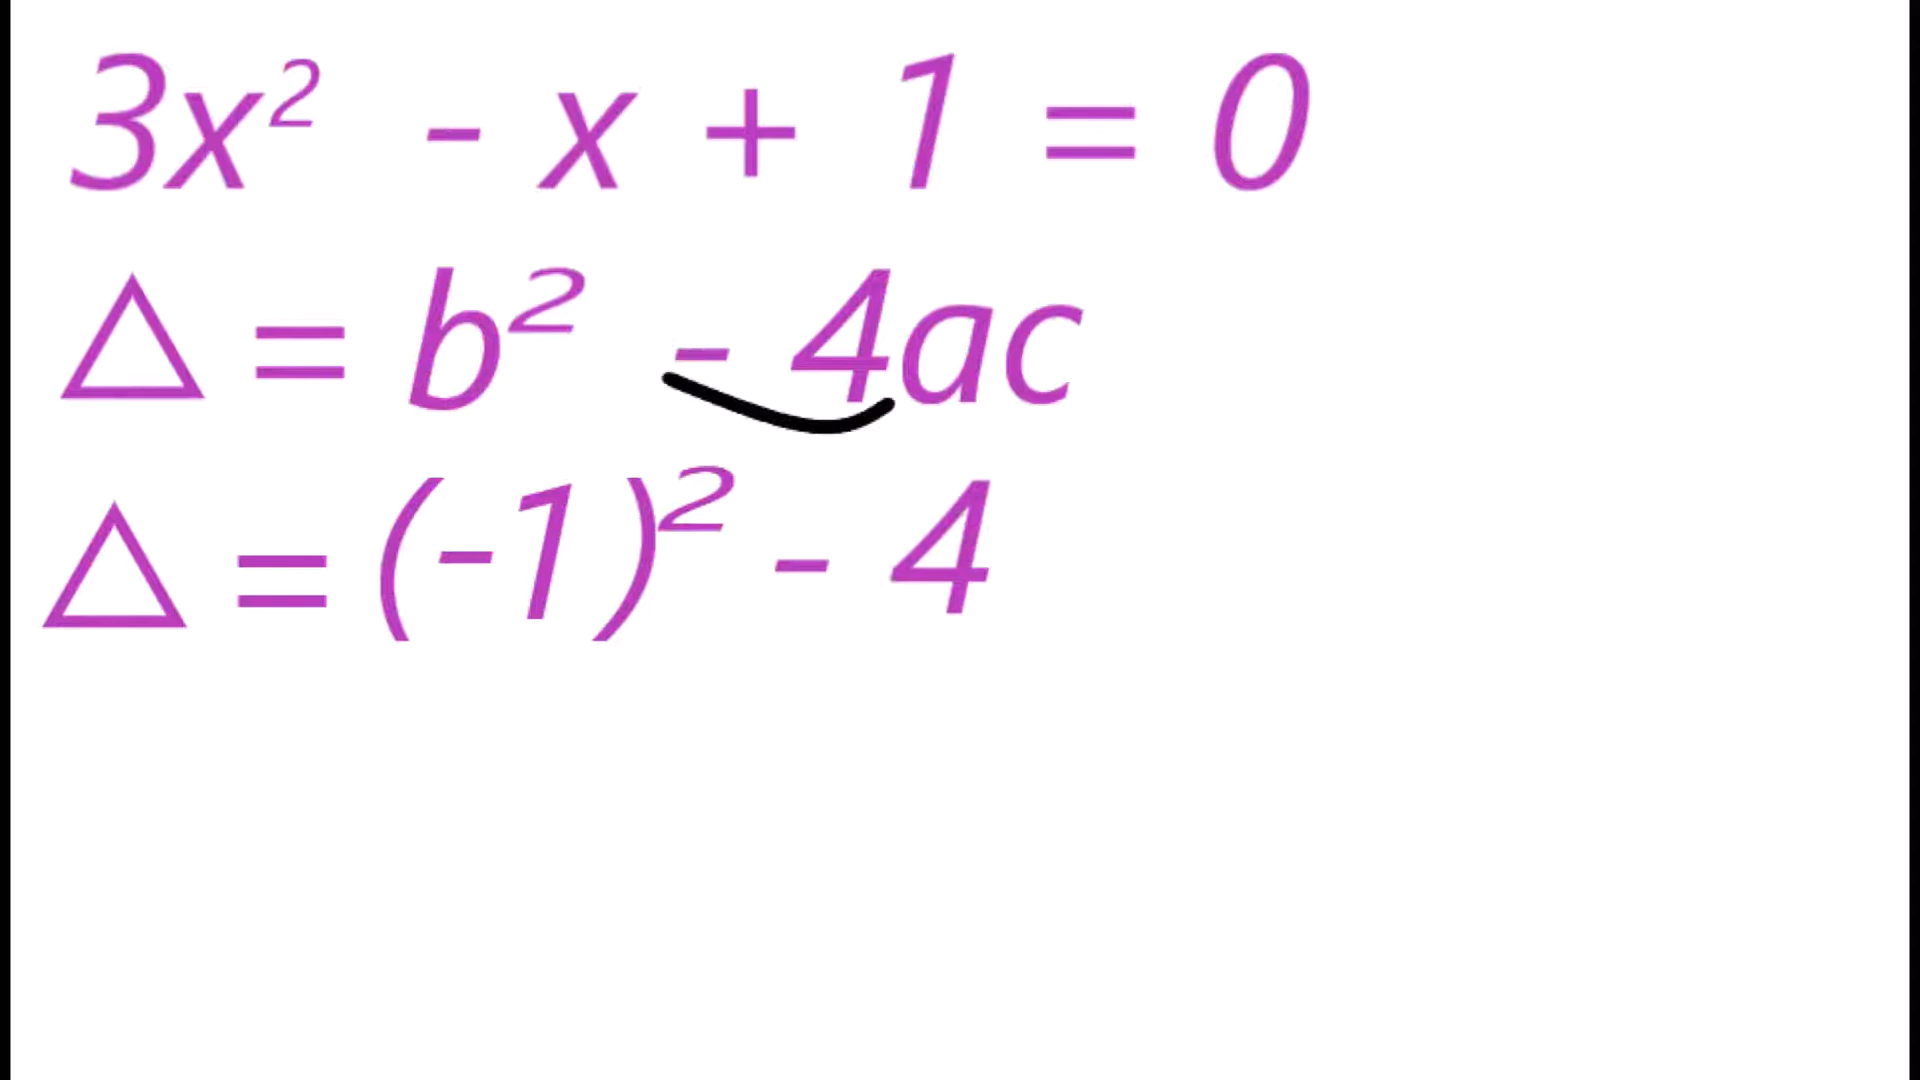 3x² - x + 1 = 0
△ = b² - 4ac
△ = (-1)² - 4